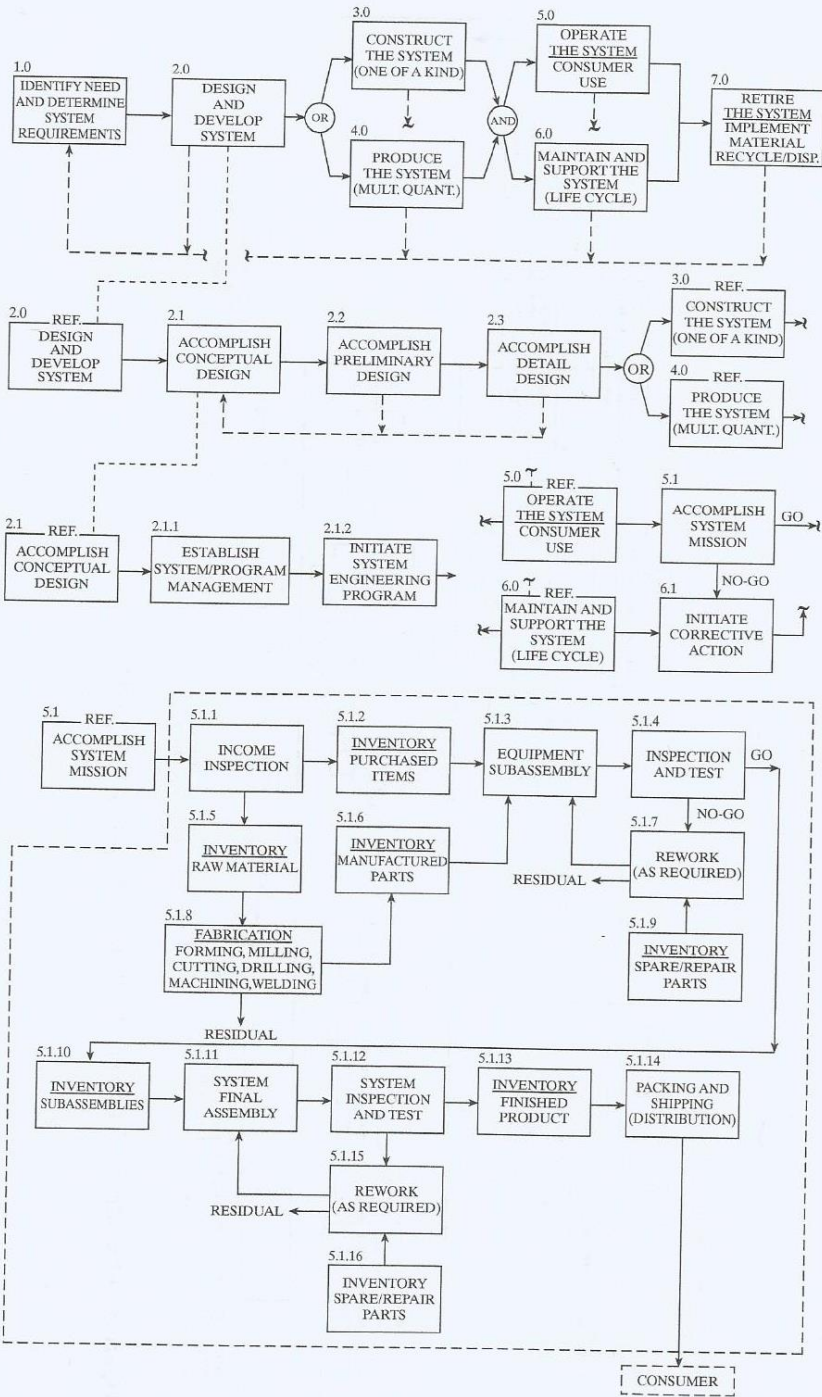 1.0
IDENTIFY NEED
AND DETERMINE
SYSTEM
REQUIREMENTS
2.0
DESIGN
AND
DEVELOP
SYSTEM
OR
3.0
CONSTRUCT
THE SYSTEM
(ONE OF A KIND)
4.0
PRODUCE
THE SYSTEM
(MULT. QUANT.)
AND
5.0
OPERATE
THE SYSTEM
CONSUMER
USE
6.0
MAINTAIN AND
SUPPORT THE
SYSTEM
(LIFE CYCLE)
7.0
RETIRE
THE SYSTEM
IMPLEMENT
MATERIAL
RECYCLE/DISP.
2.0
REF.
DESIGN
AND
DEVELOP
SYSTEM
2.1
ACCOMPLISH
CONCEPTUAL
DESIGN
2.2
ACCOMPLISH
PRELIMINARY
DESIGN
2.3
ACCOMPLISH
DETAIL
DESIGN
OR
3.0
REF.
CONSTRUCT
THE SYSTEM
(ONE OF A KIND)
4.0
REF.
PRODUCE
THE SYSTEM
(MULT. QUANT.)
2.1
REF.
ACCOMPLISH
CONCEPTUAL
DESIGN
2.1.1
ESTABLISH
SYSTEM/PROGRAM
MANAGEMENT
2.1.2
INITIATE
SYSTEM
ENGINEERING
PROGRAM
5.0
REF.
OPERATE
THE SYSTEM
CONSUMER
USE
5.1
ACCOMPLISH
SYSTEM
MISSION
GO
NO-GO
6.0
REF.
MAINTAIN AND
SUPPORT THE
SYSTEM
(LIFE CYCLE)
6.1
INITIATE
CORRECTIVE
ACTION
5.1
REF.
ACCOMPLISH
SYSTEM
MISSION
5.1.1
INCOME
INSPECTION
5.1.2
INVENTORY
PURCHASED
ITEMS
5.1.3
EQUIPMENT
SUBASSEMBLY
5.1.4
INSPECTION
AND TEST
GO
NO-GO
5.1.5
INVENTORY
RAW MATERIAL
5.1.6
INVENTORY
MANUFACTURED
PARTS
5.1.7
REWORK
(AS REQUIRED)
RESIDUAL
5.1.8
FABRICATION
FORMING, MILLING,
CUTTING, DRILLING,
MACHINING, WELDING
RESIDUAL
5.1.9
INVENTORY
SPARE/REPAIR
PARTS
5.1.10
INVENTORY
SUBASSEMBLIES
5.1.11
SYSTEM
FINAL
ASSEMBLY
5.1.12
SYSTEM
INSPECTION
AND TEST
5.1.13
INVENTORY
FINISHED
PRODUCT
5.1.14
PACKING AND
SHIPPING
(DISTRIBUTION)
5.1.15
REWORK
(AS REQUIRED)
RESIDUAL
5.1.16
INVENTORY
SPARE/REPAIR
PARTS
CONSUMER